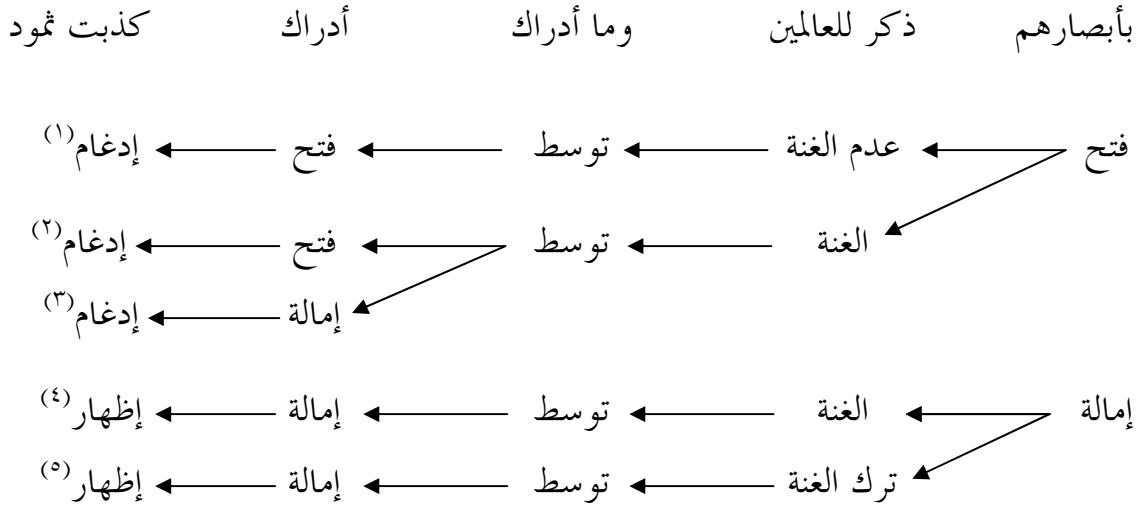 بأبصارهم ذكر للعالمين وما أدراك أدراك كذبت ثمود
فتح عدم الغنة توسط فتح إدغام(١)
الغنة توسط فتح إدغام(٢)
إمالة إدغام(٣)
إمالة الغنة توسط إمالة إظهار(٤)
ترك الغنة توسط إمالة إظهار(٥)